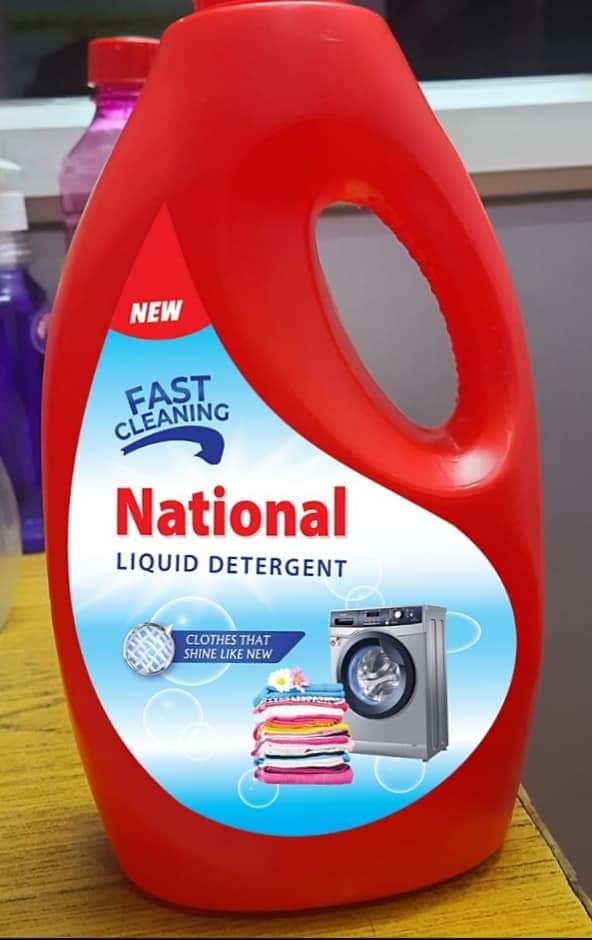 NEW
FAST
CLEANING
National
LIQUID DETERGENT
CLOTHES THAT
SHINE LIKE NEW